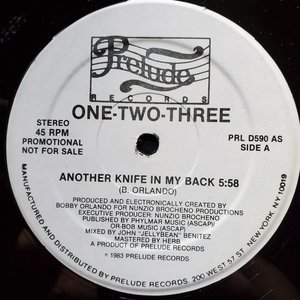 Prelude
RECORDS
ONE-TWO-THREE
STEREO
45 RPM
PROMOTIONAL
NOT FOR SALE
PRL D590 AS
SIDE A
ANOTHER KNIFE IN MY BACK 5:58
(B. ORLANDO)
PRODUCED AND ELECTRONICALLY CREATED BY
BOBBY ORLANDO FOR NUNZIO BROCHENO PRODUCTIONS
EXECUTIVE PRODUCER: NUNZIO BROCHENO
PUBLISHED BY PHYLMAR MUSIC (ASCAP)
OR-BOB MUSIC (ASCAP)
MIXED BY JOHN "JELLYBEAN" BENITEZ
MASTERED BY HERB
A PRODUCT OF PRELUDE RECORDS
© 1983 PRELUDE RECORDS
MANUFACTURED AND DISTRIBUTED BY PRELUDE RECORDS 200 WEST 57 ST. NEW YORK, N.Y. 10019